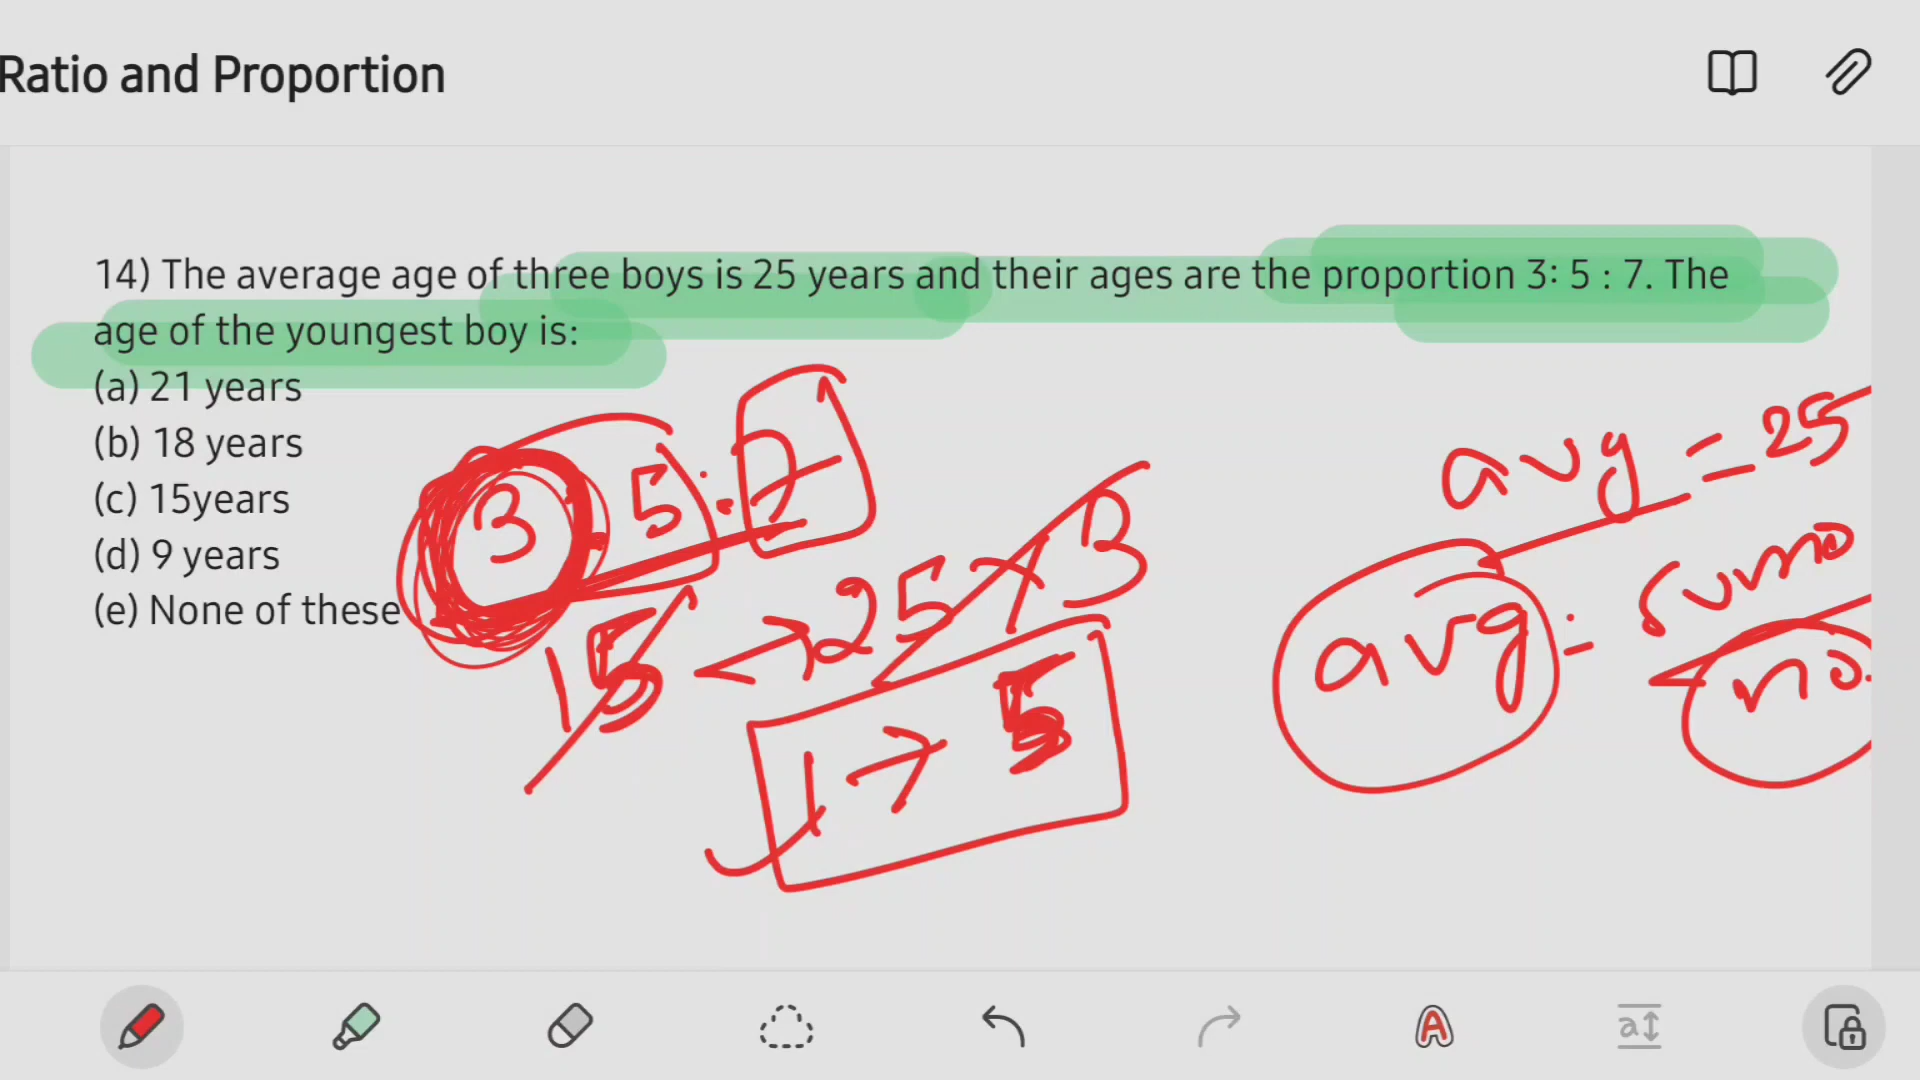 Ratio and Proportion
14) The average age of three boys is 25 years and their ages are the proportion 3: 5 : 7. The
age of the youngest boy is:
(a) 21 years
(b) 18 years
(c) 15years
(d) 9 years
(e) None of these
3 : 5 : 7
15 → 25 × 3
1 → 5
avg = 25
avg = sum
no.
A
a